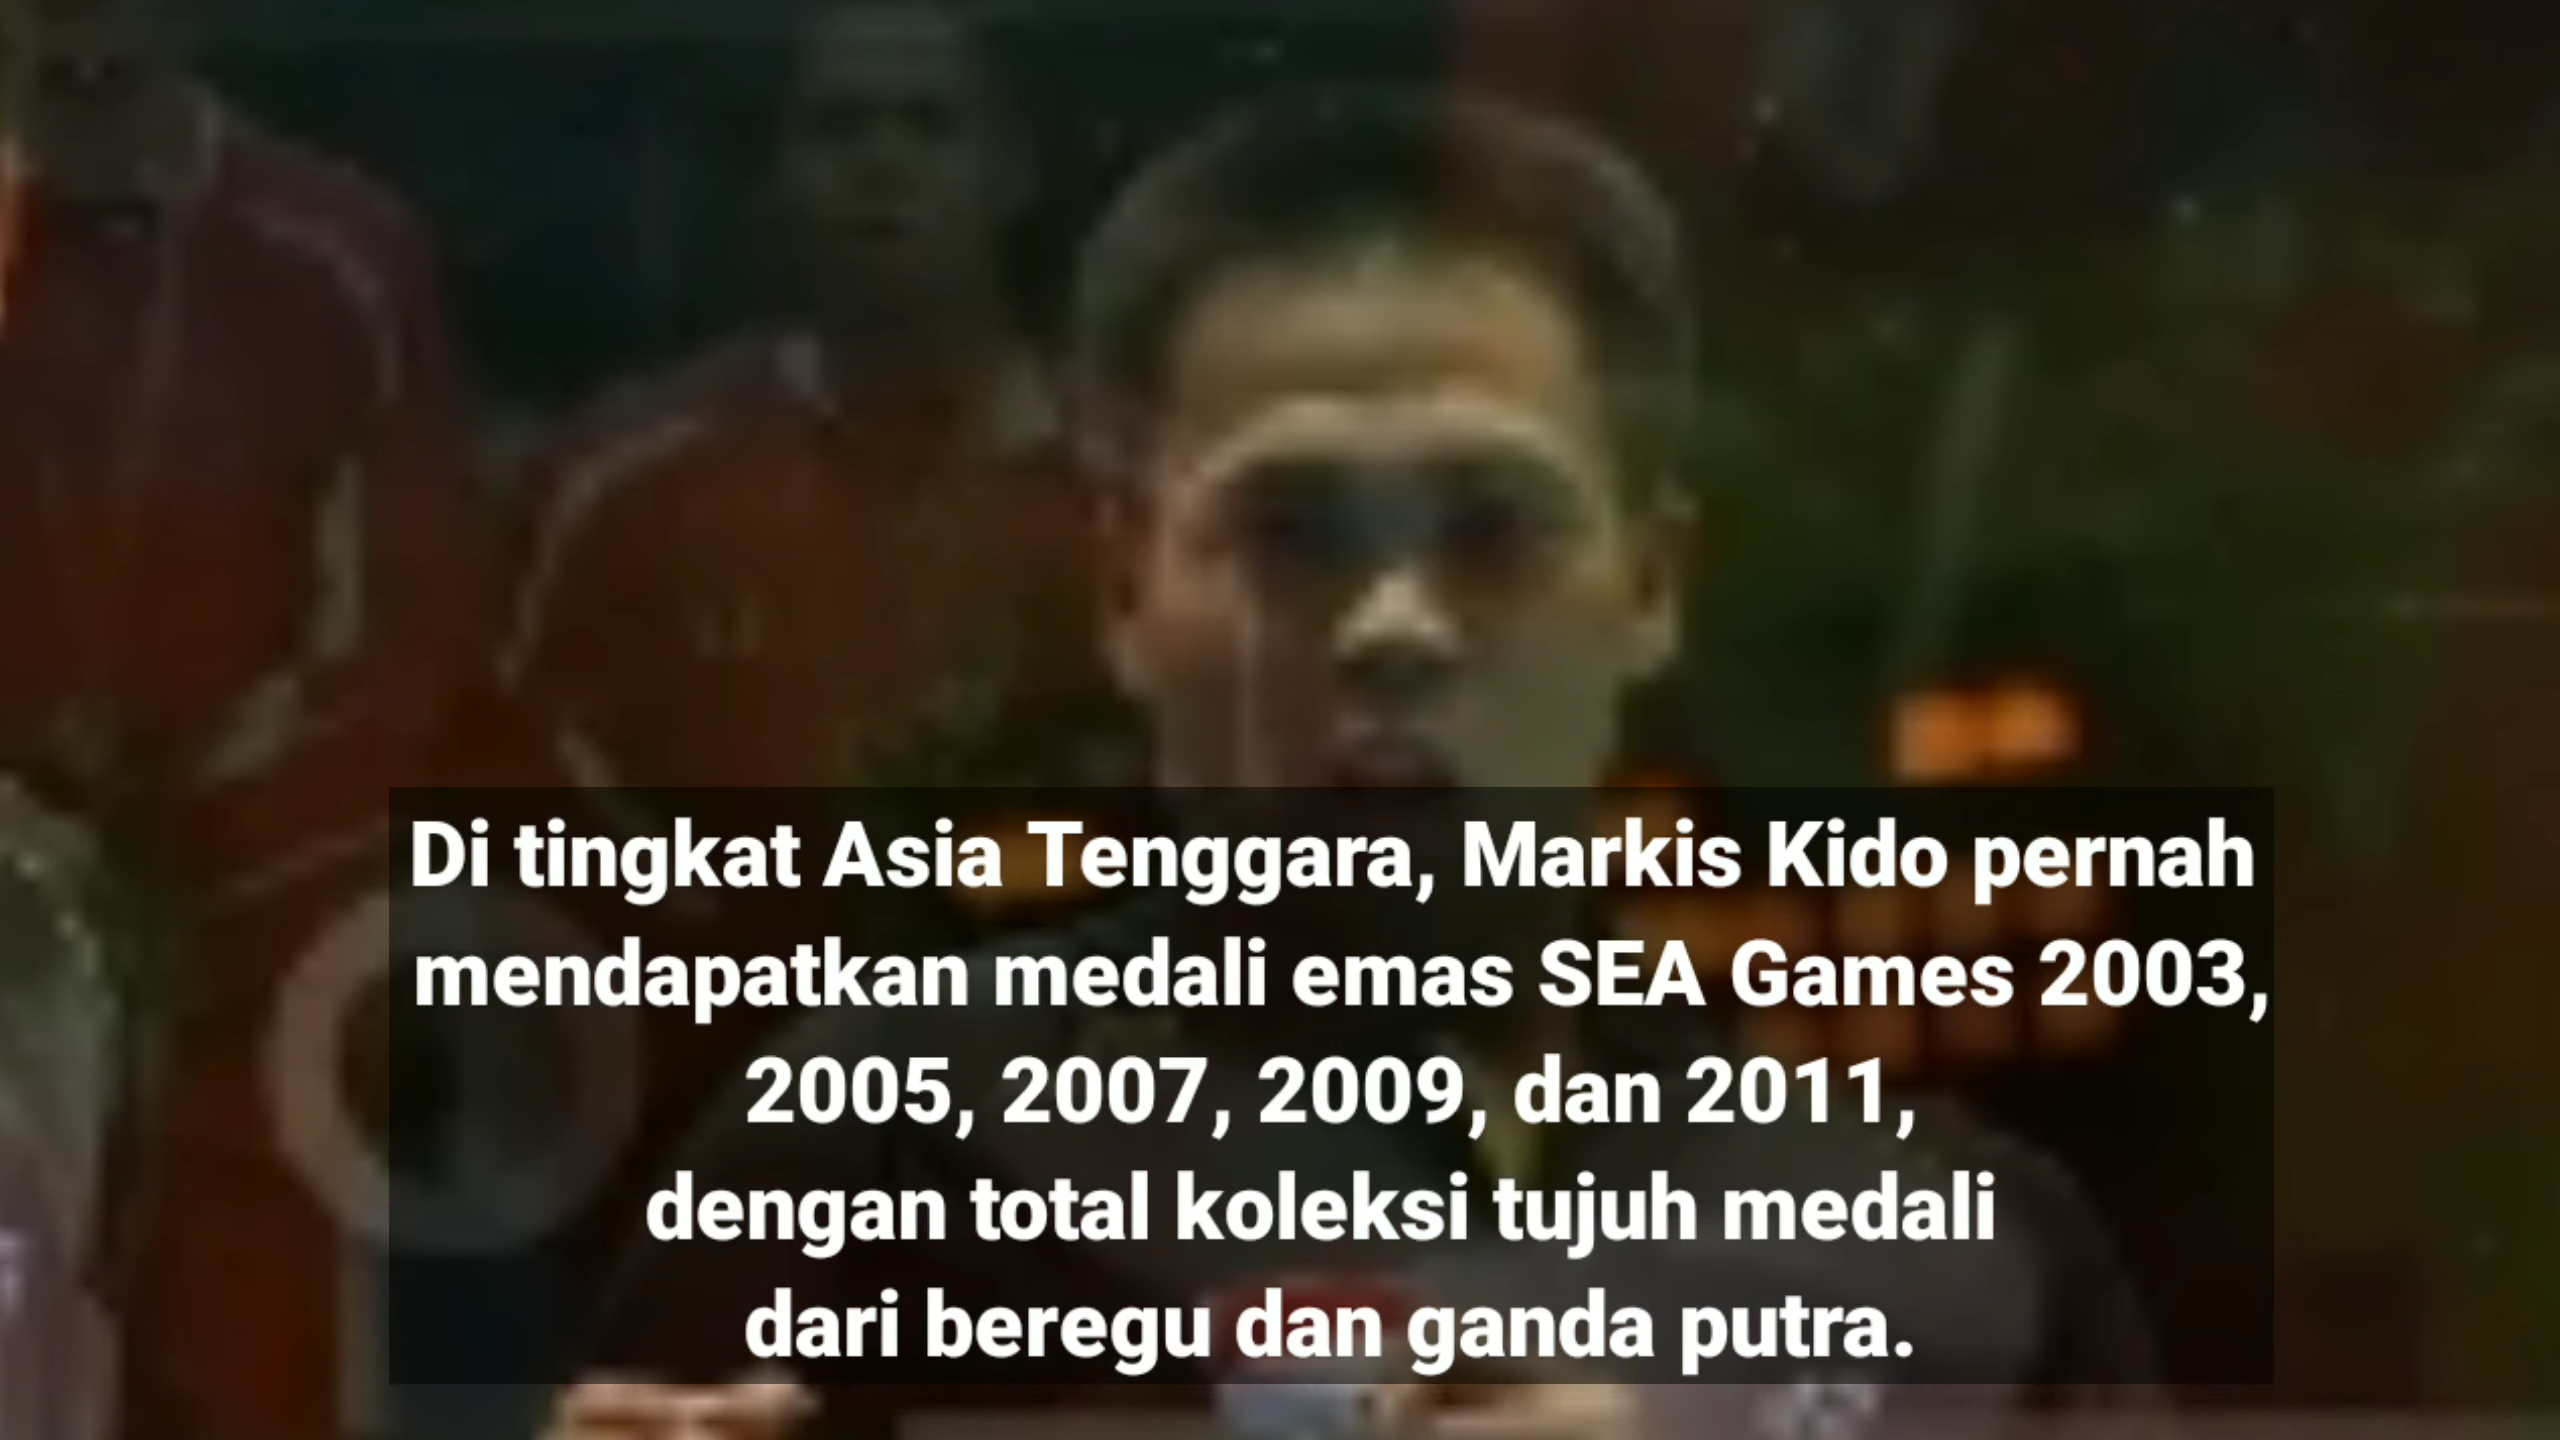 Di tingkat Asia Tenggara, Markis Kido pernah
mendapatkan medali emas SEA Games 2003,
2005, 2007, 2009, dan 2011,
dengan total koleksi tujuh medali
dari beregu dan ganda putra.